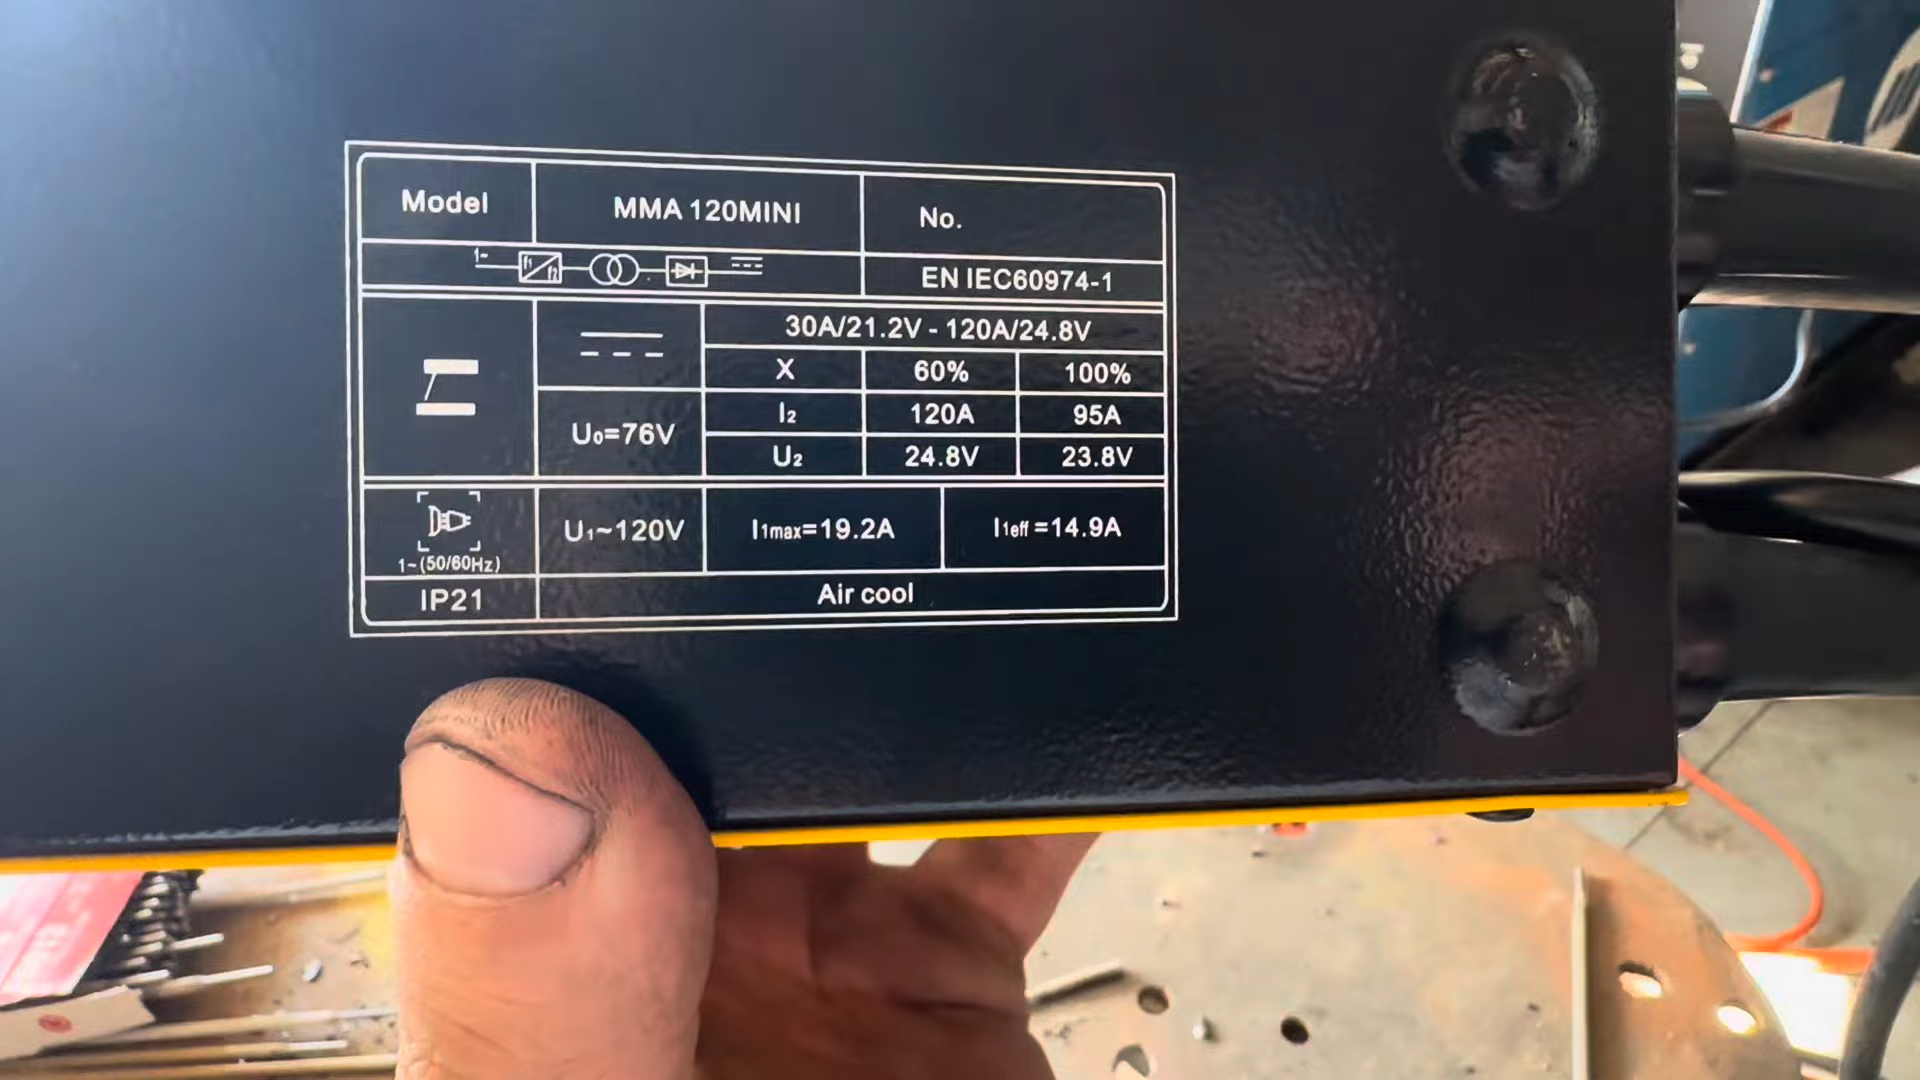 Model MMA 120MINI No.
1~ f1 f2 EN IEC60974-1
30A/21.2V - 120A/24.8V
X 60% 100%
I2 120A 95A
U0=76V
U2 24.8V 23.8V
U1~120V I1max=19.2A I1eff=14.9A
1~(50/60Hz)
IP21 Air cool